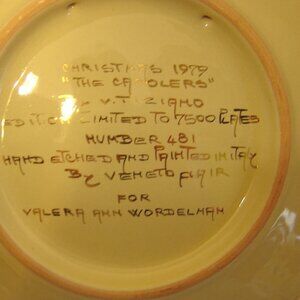 CHRISTMAS 1979
"THE CAROLERS"
BY V. TIZIANO
EDITION LIMITED TO 7500 PLATES
NUMBER 481
HAND ETCHED AND PAINTED IN ITALY
BY VENETO FLAIR
FOR
VALERA ANN WORDELMAN